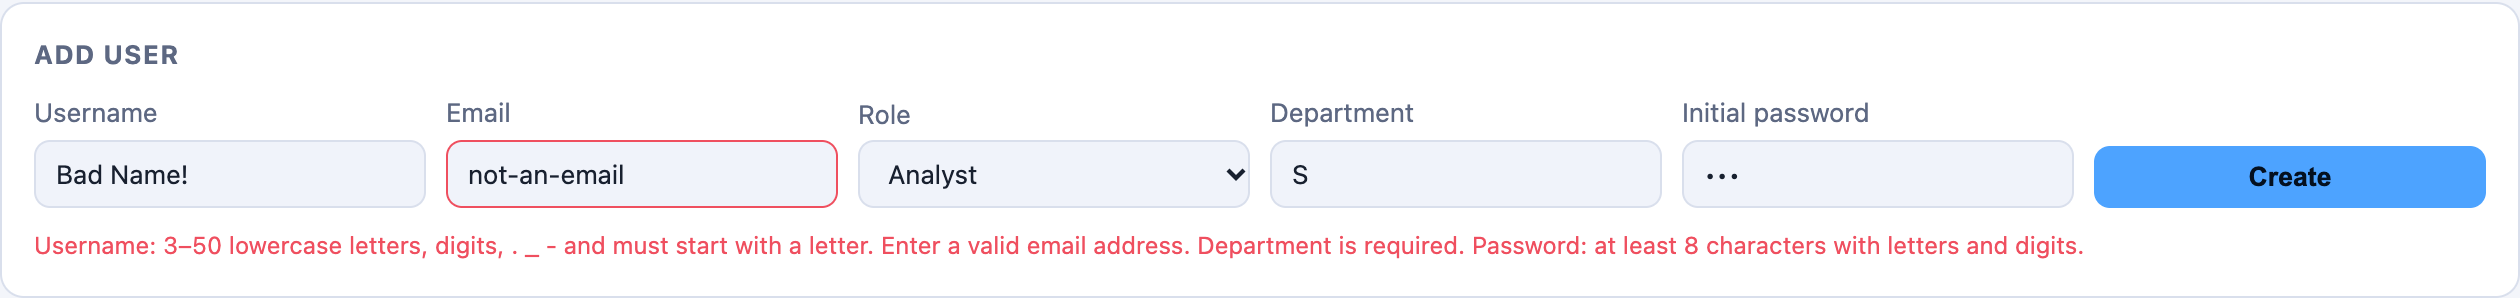 ADD USER
Username Email Role Department Initial password
Bad Name! not-an-email Analyst S ••• Create
Username: 3–50 lowercase letters, digits, . _ - and must start with a letter. Enter a valid email address. Department is required. Password: at least 8 characters with letters and digits.